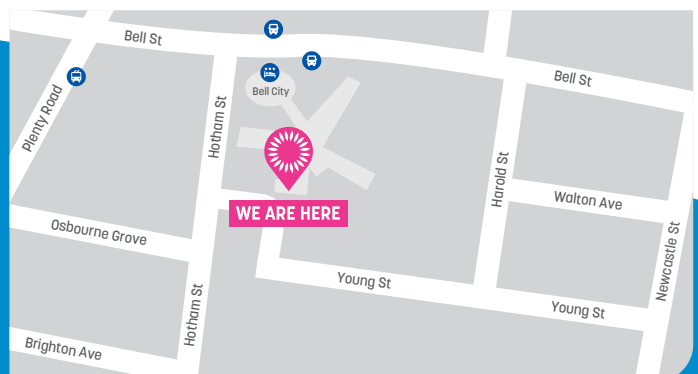 Bell St
Bell St
Plenty Road
Bell City
Hotham St
WE ARE HERE
Harold St
Walton Ave
Osbourne Grove
Newcastle St
Young St
Young St
Hotham St
Brighton Ave